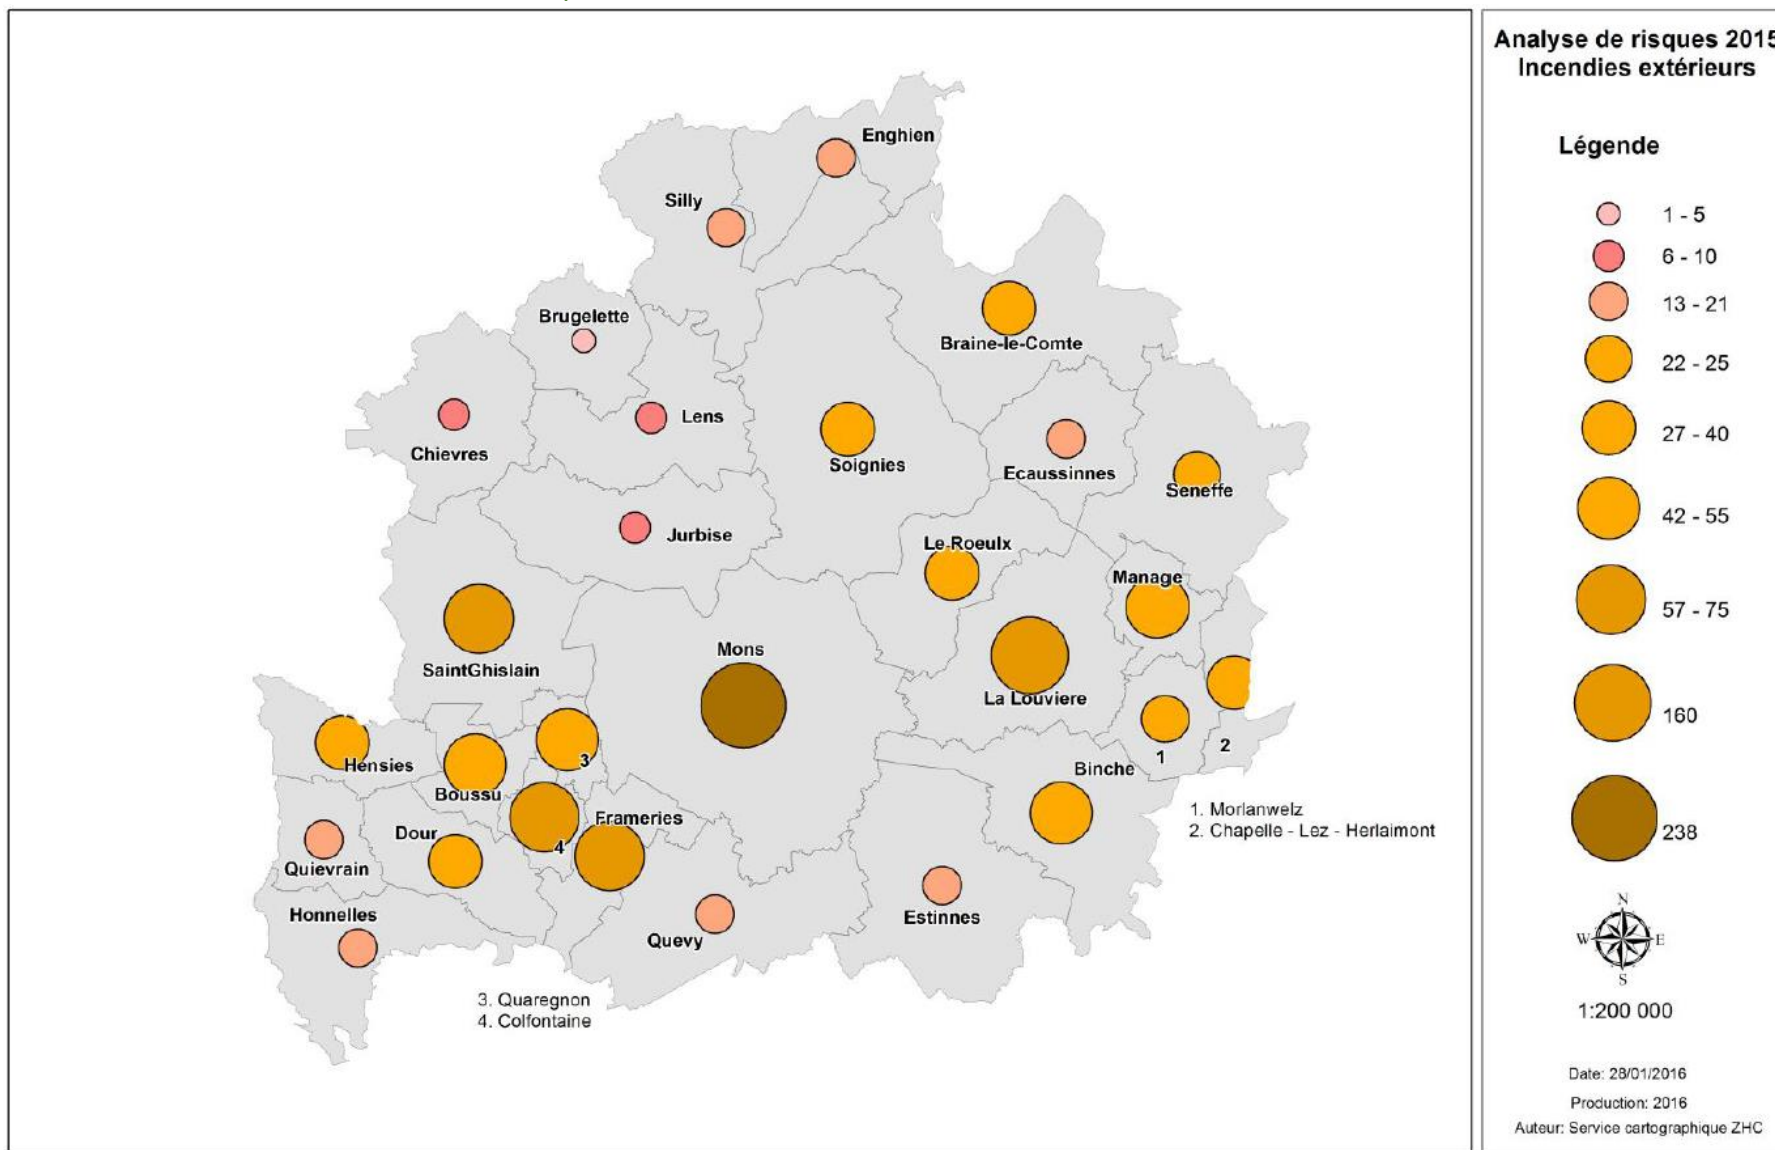 Analyse de risques 2015
Incendies extérieurs
Légende
1 - 5
6 - 10
13 - 21
22 - 25
27 - 40
42 - 55
57 - 75
160
238
N
W E
S
1:200 000
Date: 28/01/2016
Production: 2016
Auteur: Service cartographique ZHC
Enghien
Silly
Brugelette
Braine-le-Comte
Lens
Chievres
Soignies
Ecaussinnes
Seneffe
Jurbise
Le Roeulx
Manage
Mons
SaintGhislain
La Louviere
Hensies
3
1
2
Binche
Boussu
Frameries
Dour
4
Quievrain
Honnelles
Estinnes
Quevy
1. Morlanwelz
2. Chapelle - Lez - Herlaimont
3. Quaregnon
4. Colfontaine